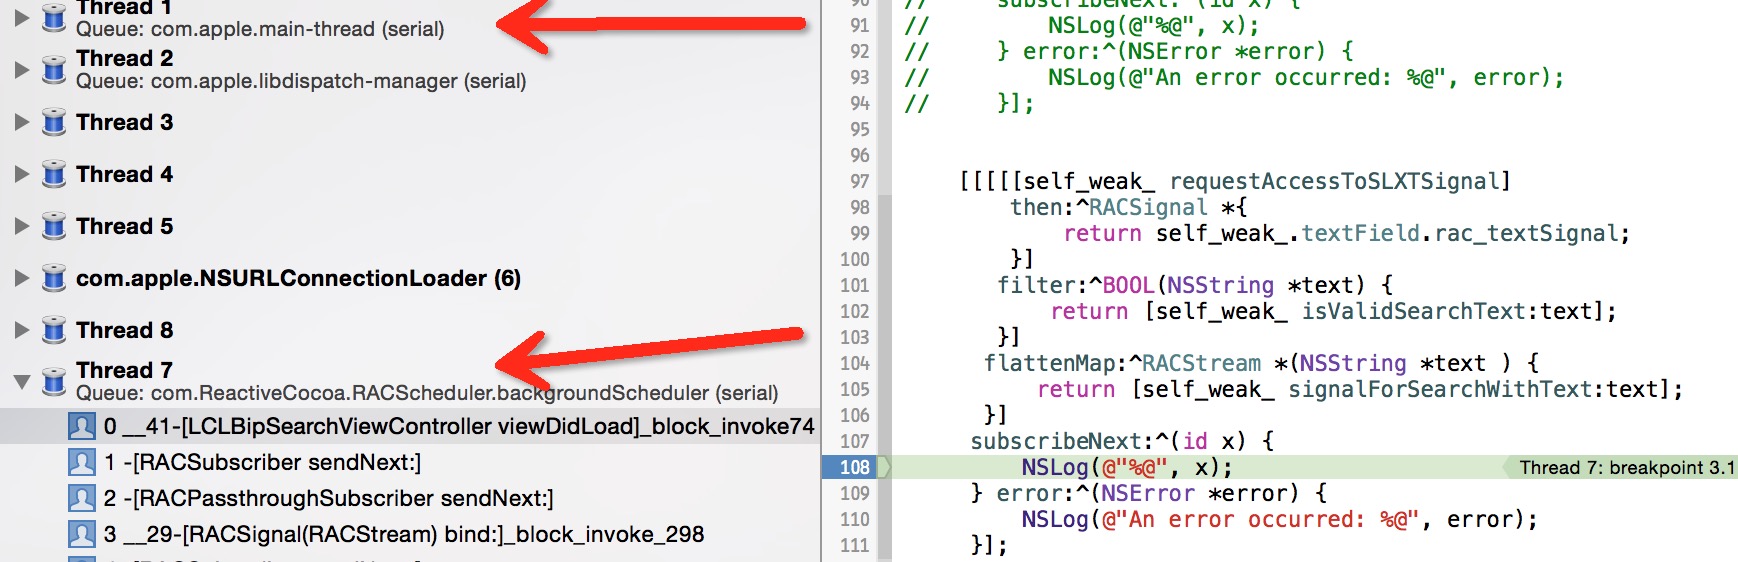 Thread 1
Queue: com.apple.main-thread (serial)
Thread 2
Queue: com.apple.libdispatch-manager (serial)
Thread 3
Thread 4
Thread 5
com.apple.NSURLConnectionLoader (6)
Thread 8
Thread 7
Queue: com.ReactiveCocoa.RACScheduler.backgroundScheduler (serial)
0 __41-[LCLBipSearchViewController viewDidLoad]_block_invoke74
1 -[RACSubscriber sendNext:]
2 -[RACPassthroughSubscriber sendNext:]
3 __29-[RACSignal(RACStream) bind:]_block_invoke_298
90 // subscribeNext:^(id x) {
91 // NSLog(@"%@", x);
92 // } error:^(NSError *error) {
93 // NSLog(@"An error occurred: %@", error);
94 // }];
95
96
97 [[[[[self_weak_ requestAccessToSLXTSignal]
98 then:^RACSignal *{
99 return self_weak_.textField.rac_textSignal;
100 }]
101 filter:^BOOL(NSString *text) {
102 return [self_weak_ isValidSearchText:text];
103 }]
104 flattenMap:^RACStream *(NSString *text ) {
105 return [self_weak_ signalForSearchWithText:text];
106 }]
107 subscribeNext:^(id x) {
108 NSLog(@"%@", x); Thread 7: breakpoint 3.1
109 } error:^(NSError *error) {
110 NSLog(@"An error occurred: %@", error);
111 }];